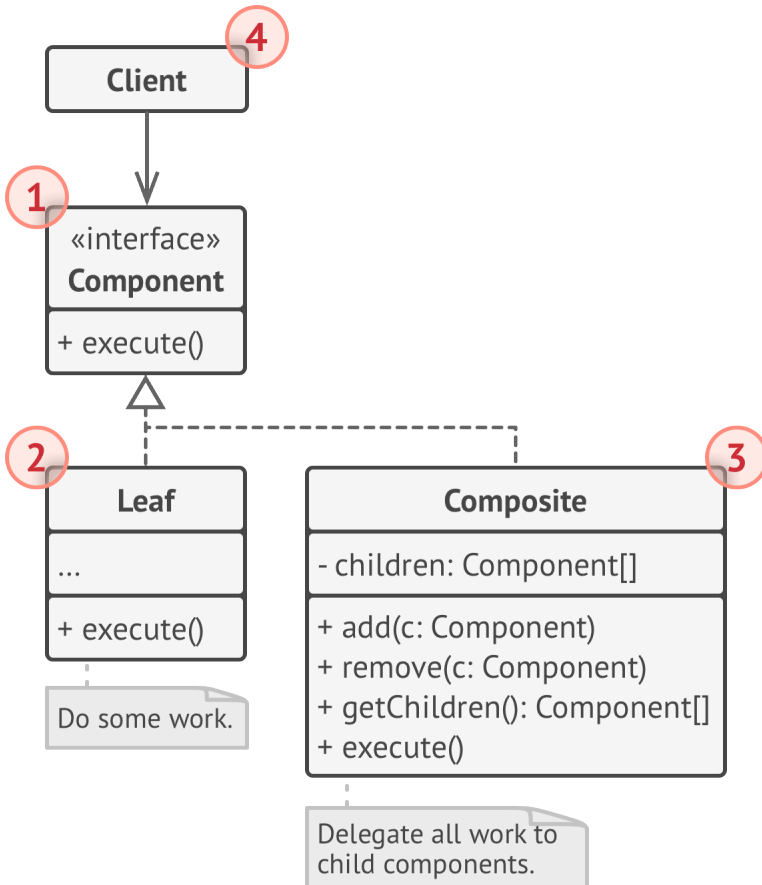 4
Client
1
«interface»
Component
+ execute()
2
Leaf
...
+ execute()
Do some work.
3
Composite
- children: Component[]
+ add(c: Component)
+ remove(c: Component)
+ getChildren(): Component[]
+ execute()
Delegate all work to
child components.